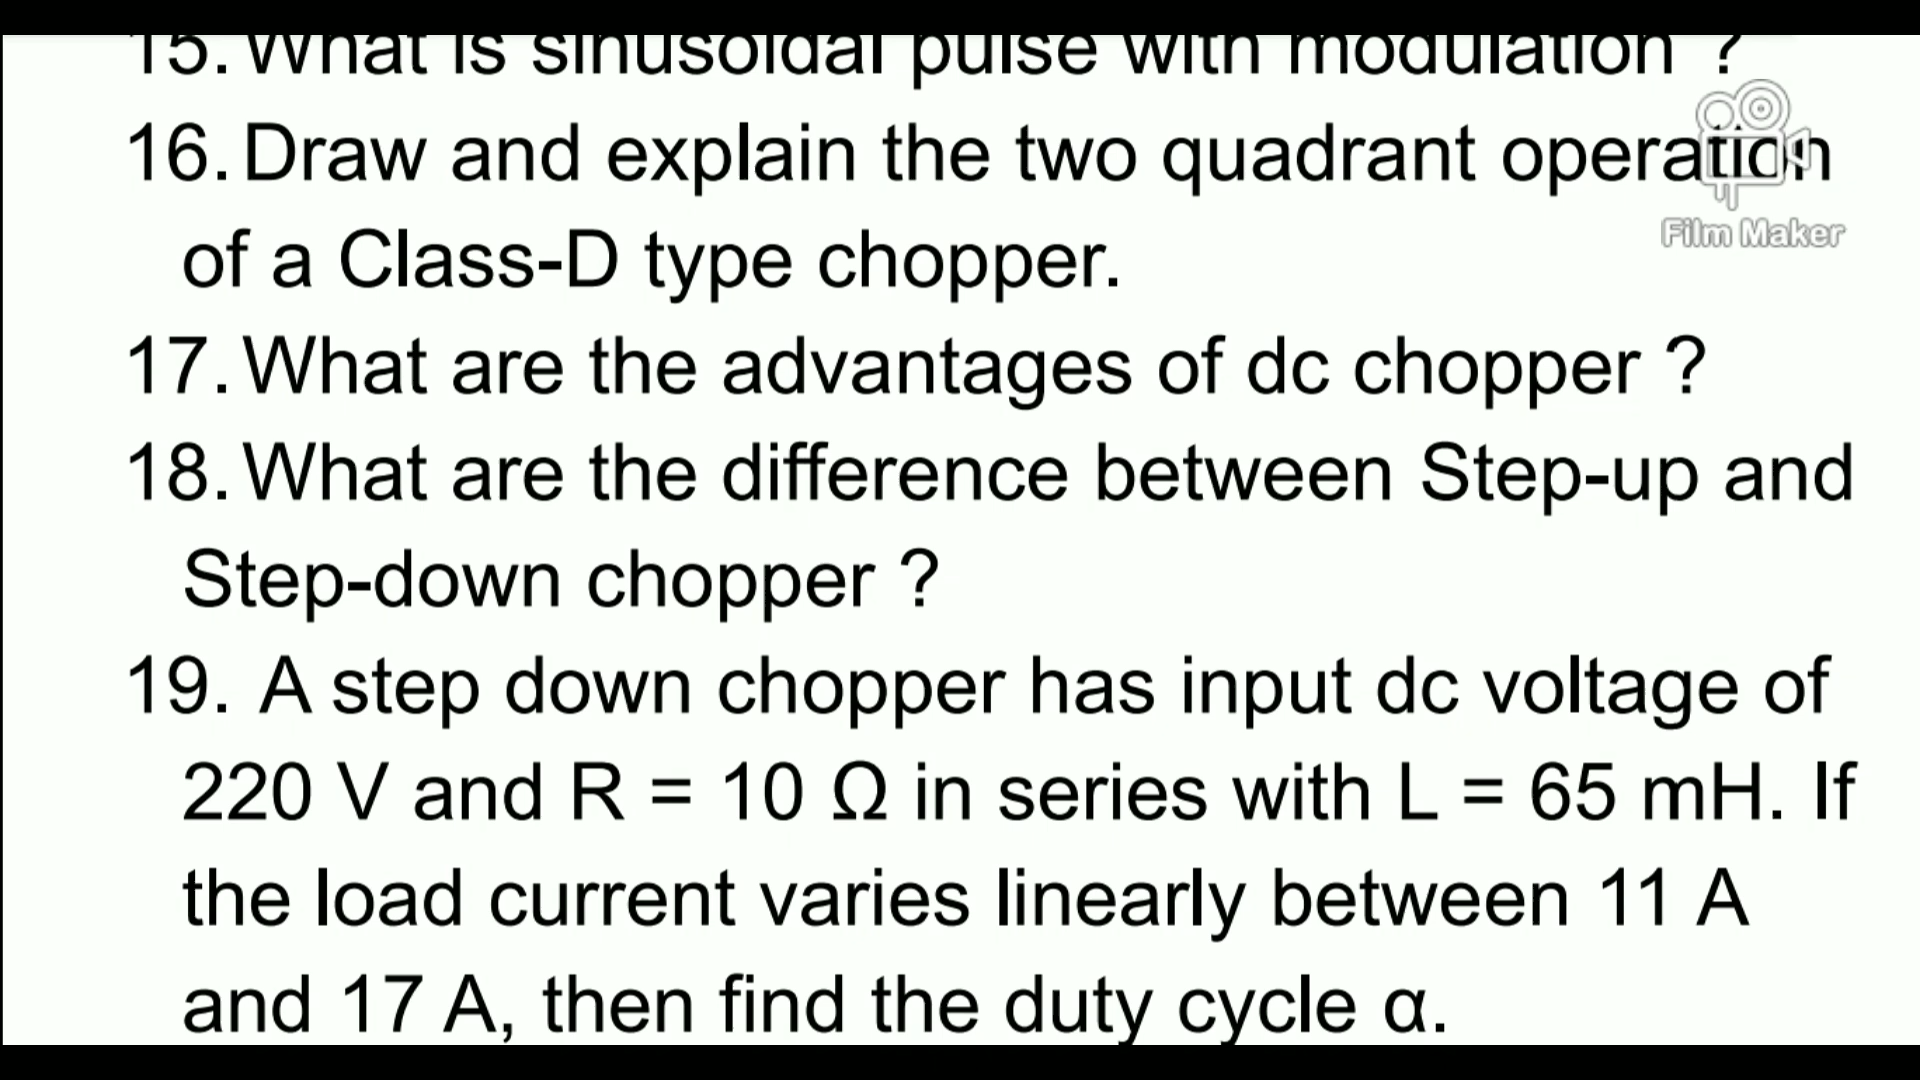 15. What is sinusoidal pulse with modulation ?
16. Draw and explain the two quadrant operation
of a Class-D type chopper.
Film Maker
17. What are the advantages of dc chopper ?
18. What are the difference between Step-up and
Step-down chopper ?
19. A step down chopper has input dc voltage of
220 V and R = 10 Ω in series with L = 65 mH. If
the load current varies linearly between 11 A
and 17 A, then find the duty cycle α.